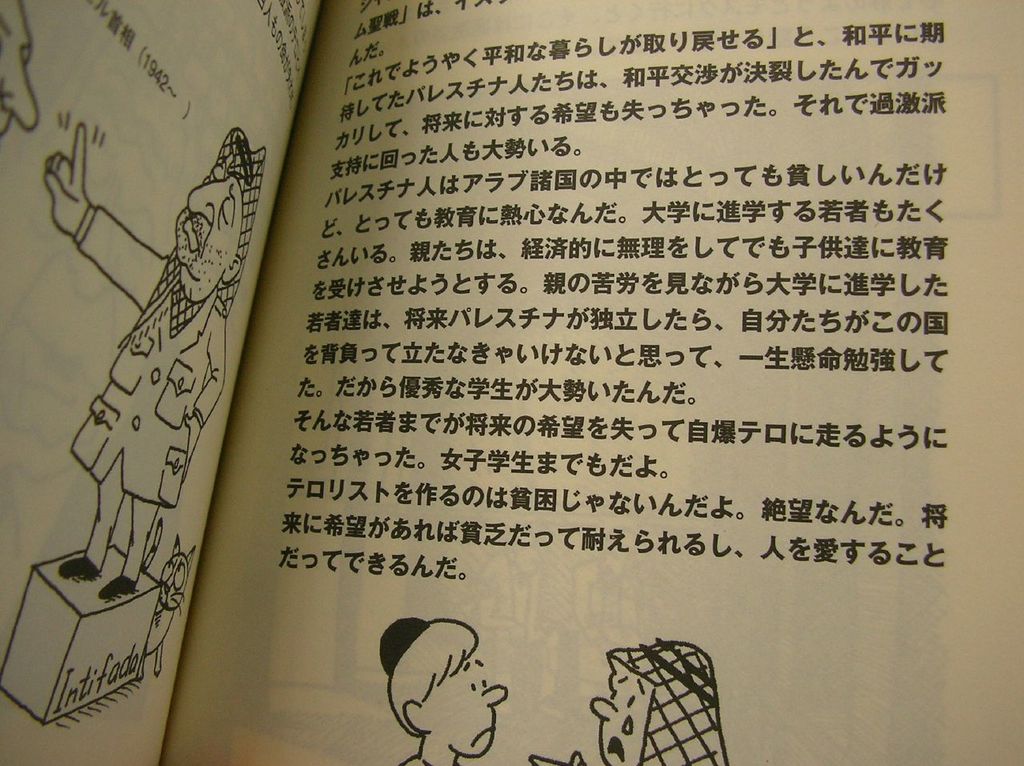 ル首相（1942〜　）
ム聖戦」は、イス
んだ。
「これでようやく平和な暮らしが取り戻せる」と、和平に期
待してたパレスチナ人たちは、和平交渉が決裂したんでガッ
カリして、将来に対する希望も失っちゃった。それで過激派
支持に回った人も大勢いる。
パレスチナ人はアラブ諸国の中ではとっても貧しいんだけ
ど、とっても教育に熱心なんだ。大学に進学する若者もたく
さんいる。親たちは、経済的に無理をしてでも子供達に教育
を受けさせようとする。親の苦労を見ながら大学に進学した
若者達は、将来パレスチナが独立したら、自分たちがこの国
を背負って立たなきゃいけないと思って、一生懸命勉強して
た。だから優秀な学生が大勢いたんだ。
そんな若者までが将来の希望を失って自爆テロに走るように
なっちゃった。女子学生までもだよ。
テロリストを作るのは貧困じゃないんだよ。絶望なんだ。将
来に希望があれば貧乏だって耐えられるし、人を愛すること
だってできるんだ。
Intifada